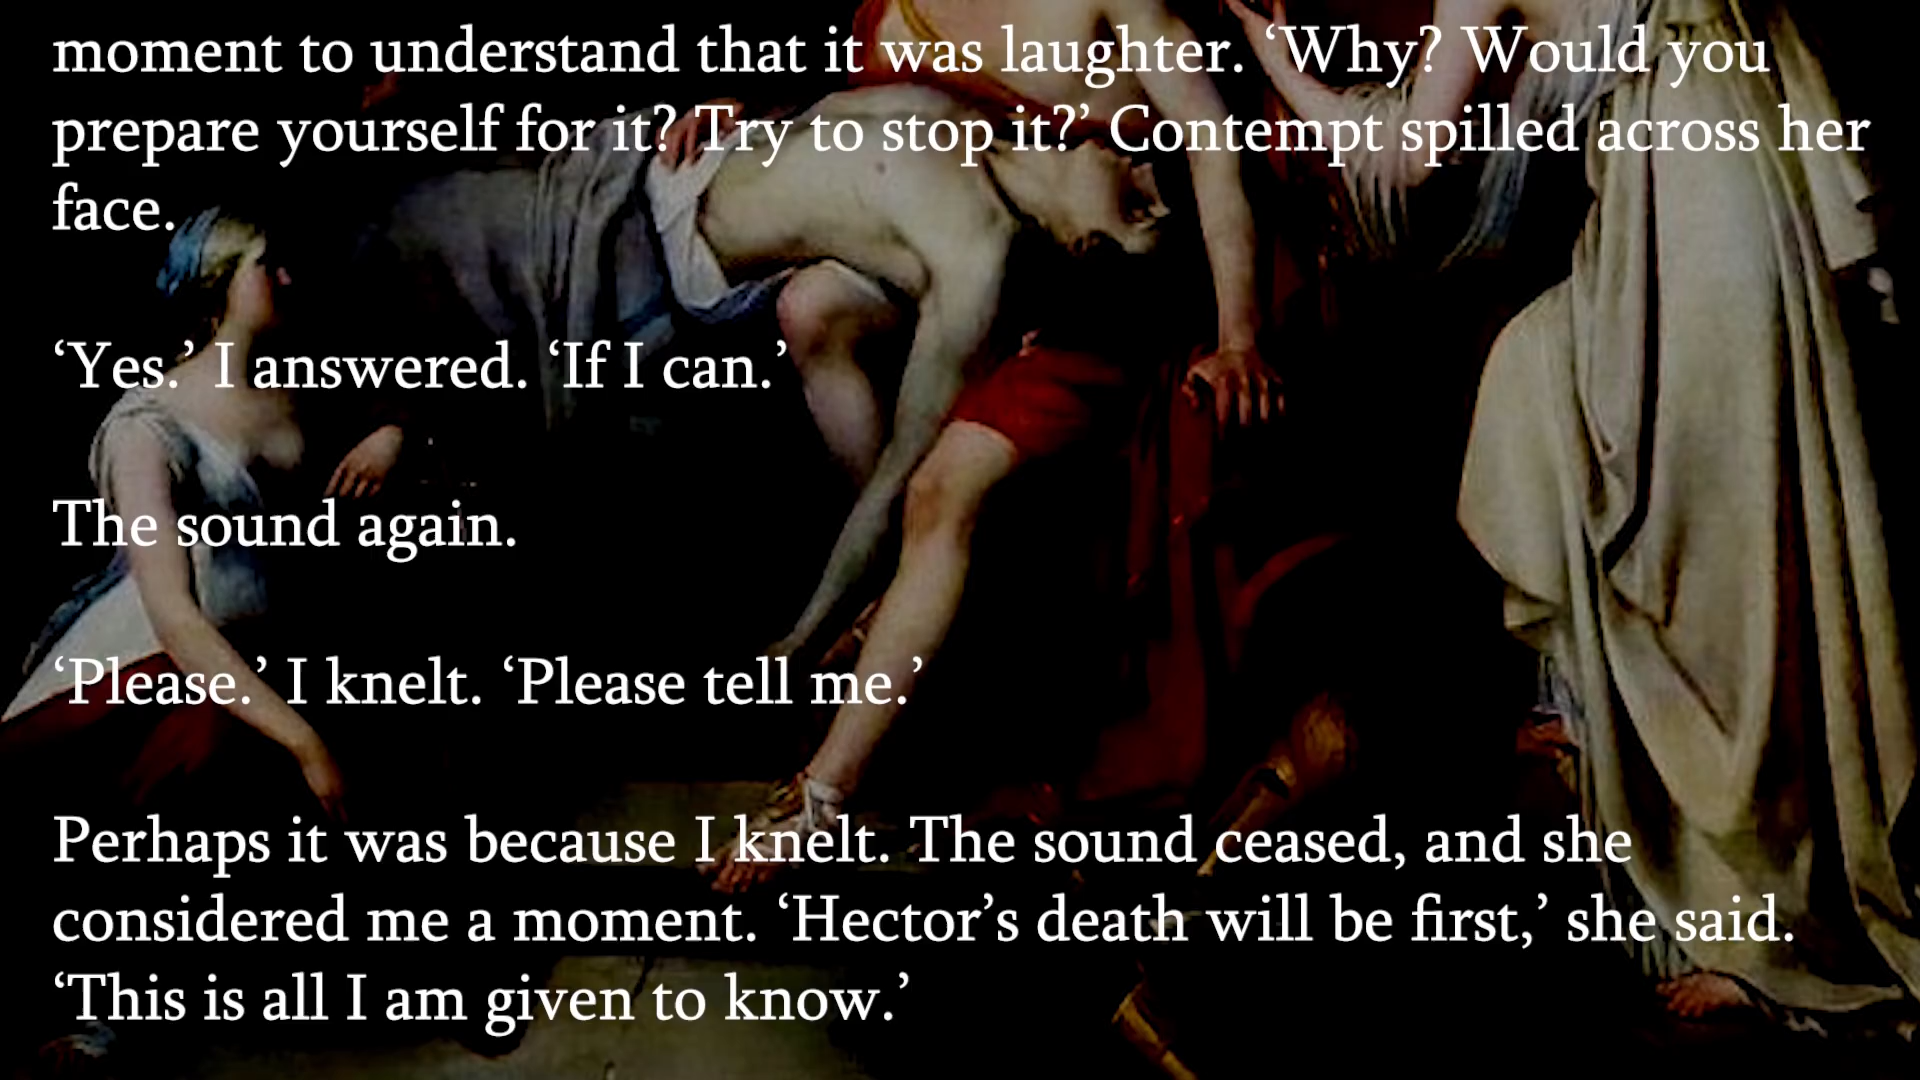 moment to understand that it was laughter. ‘Why? Would you
prepare yourself for it? Try to stop it?’ Contempt spilled across her
face.
‘Yes.’ I answered. ‘If I can.’
The sound again.
‘Please.’ I knelt. ‘Please tell me.’
Perhaps it was because I knelt. The sound ceased, and she
considered me a moment. ‘Hector’s death will be first,’ she said.
‘This is all I am given to know.’